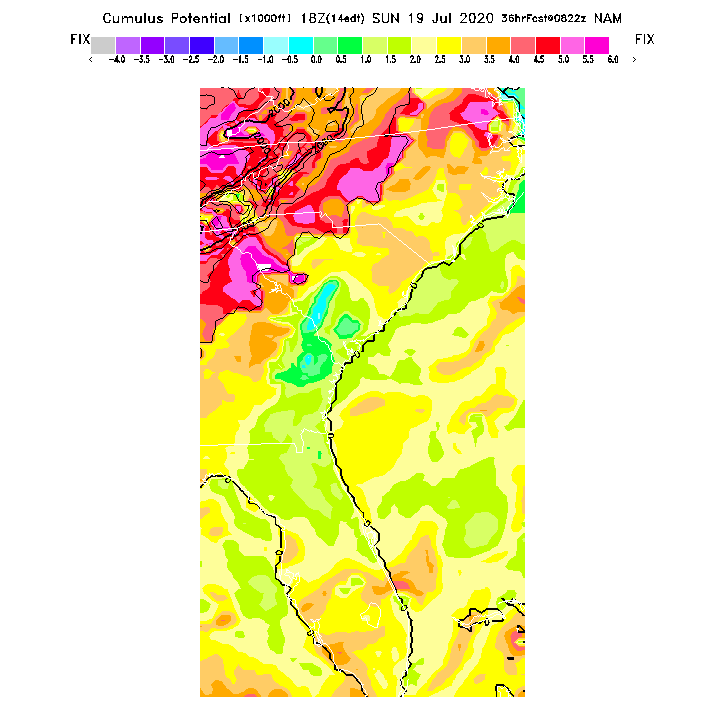 Cumulus Potential [x1000ft] 18Z(14edt) SUN 19 Jul 2020 36hrFcst@0822z NAM
FIX FIX
< -4.0 -3.0 -2.5 -2.0 -1.5 -1.0 -0.5 0.0 0.5 1.0 1.5 2.0 2.5 3.0 3.5 4.0 4.5 5.0 5.5 6.0 >
2000